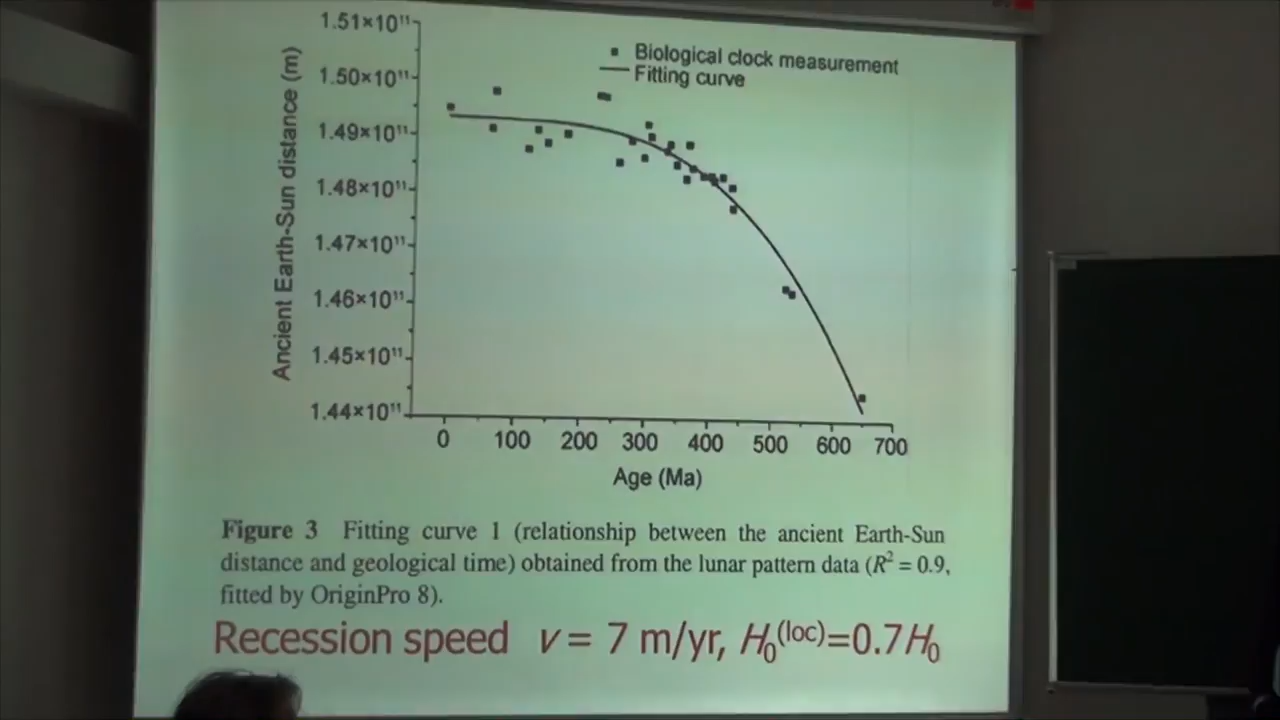 1.51×10¹¹
1.50×10¹¹
1.49×10¹¹
1.48×10¹¹
1.47×10¹¹
1.46×10¹¹
1.45×10¹¹
1.44×10¹¹
Ancient Earth-Sun distance (m)
Biological clock measurement
Fitting curve
0 100 200 300 400 500 600 700
Age (Ma)
Figure 3 Fitting curve 1 (relationship between the ancient Earth-Sun
distance and geological time) obtained from the lunar pattern data (R² = 0.9,
fitted by OriginPro 8).
Recession speed v = 7 m/yr, H₀⁽ˡᵒᶜ⁾=0.7H₀